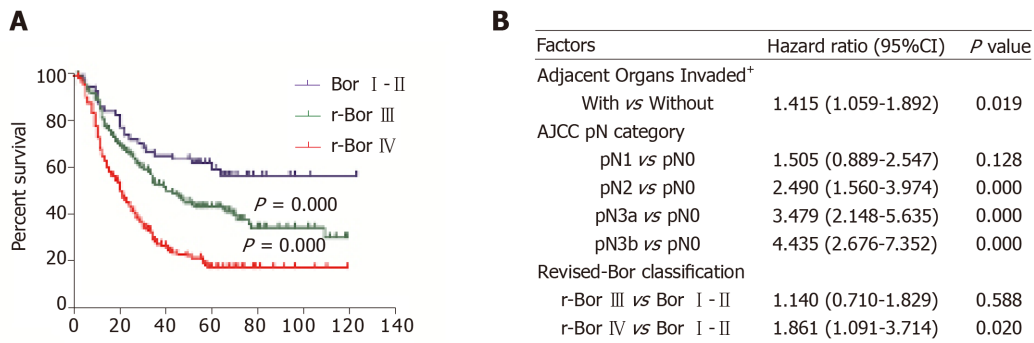 A
Percent survival
100
80
60
40
20
0
0 20 40 60 80 100 120 140
Bor Ⅰ-Ⅱ
r-Bor Ⅲ
r-Bor Ⅳ
P = 0.000
P = 0.000
B
Factors Hazard ratio (95%CI) P value
Adjacent Organs Invaded+
With vs Without 1.415 (1.059-1.892) 0.019
AJCC pN category
pN1 vs pN0 1.505 (0.889-2.547) 0.128
pN2 vs pN0 2.490 (1.560-3.974) 0.000
pN3a vs pN0 3.479 (2.148-5.635) 0.000
pN3b vs pN0 4.435 (2.676-7.352) 0.000
Revised-Bor classification
r-Bor Ⅲ vs Bor Ⅰ-Ⅱ 1.140 (0.710-1.829) 0.588
r-Bor Ⅳ vs Bor Ⅰ-Ⅱ 1.861 (1.091-3.714) 0.020